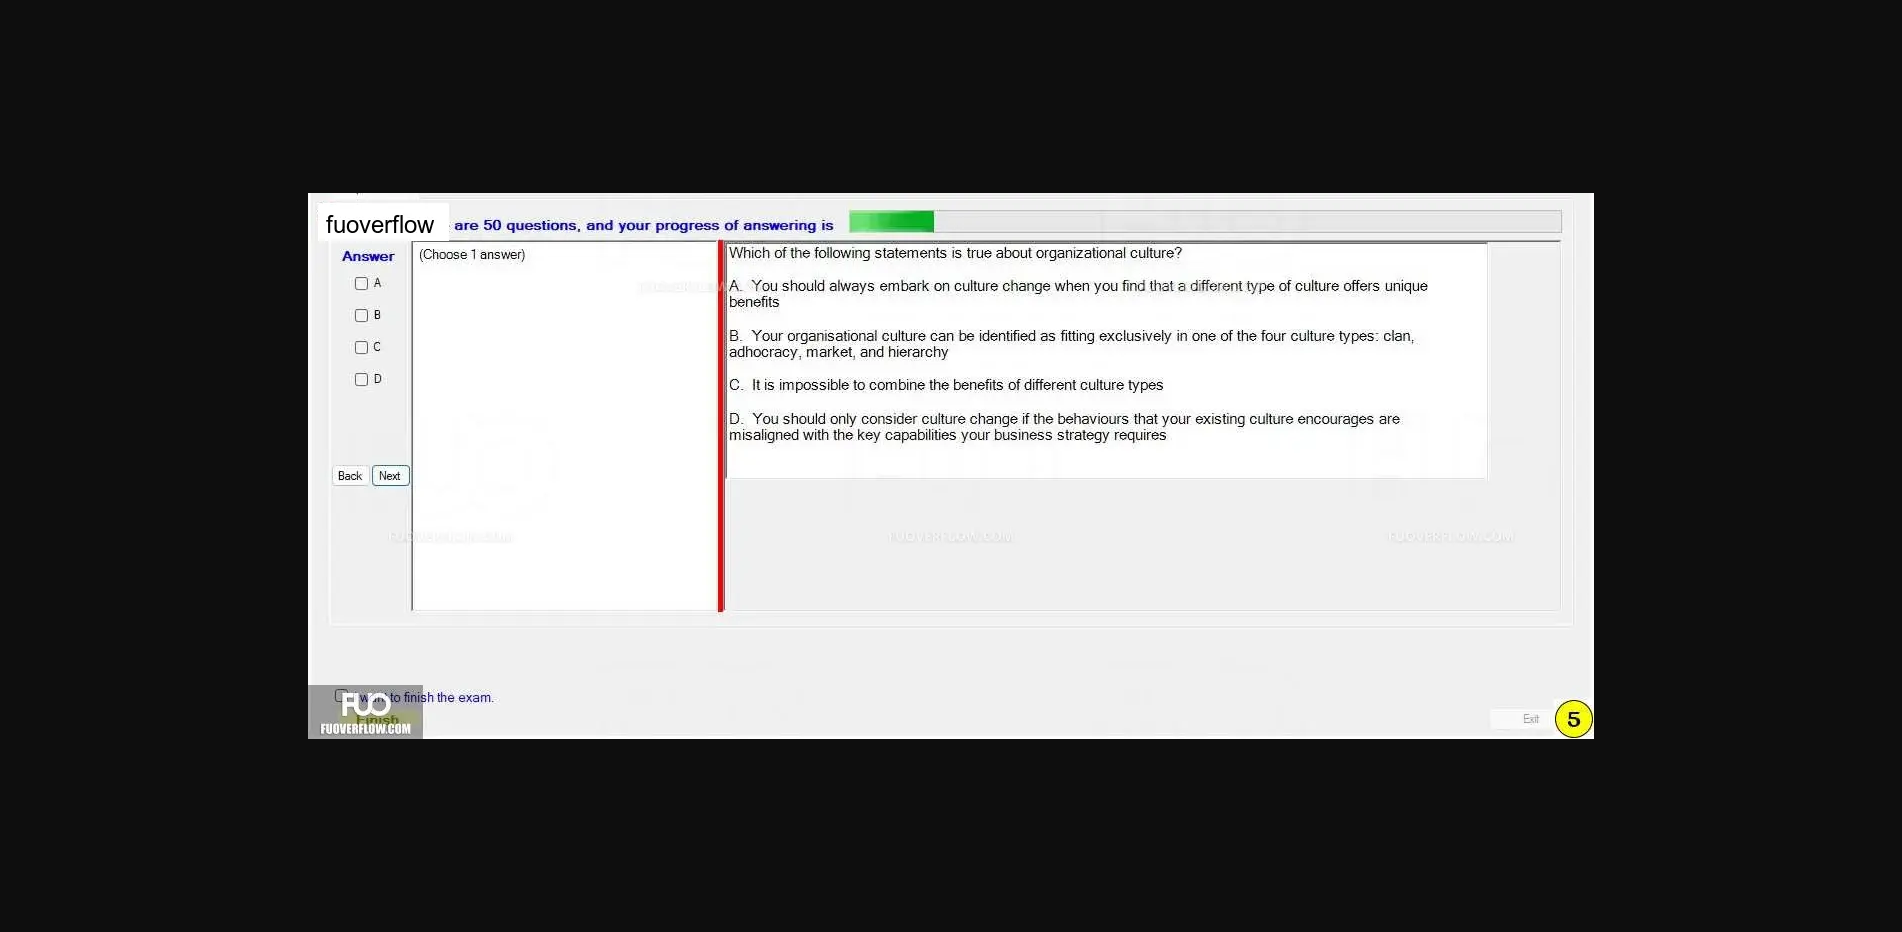 fuoverflow
are 50 questions, and your progress of answering is
Answer
(Choose 1 answer)
A
B
C
D
Back
Next
Which of the following statements is true about organizational culture?
A. You should always embark on culture change when you find that a different type of culture offers unique
benefits
B. Your organisational culture can be identified as fitting exclusively in one of the four culture types: clan,
adhocracy, market, and hierarchy
C. It is impossible to combine the benefits of different culture types
D. You should only consider culture change if the behaviours that your existing culture encourages are
misaligned with the key capabilities your business strategy requires
FUOVERFLOW.COM
FUOVERFLOW.COM
FUOVERFLOW.COM
want to finish the exam.
FUO
Finish
FUOVERFLOW.COM
Exit
5